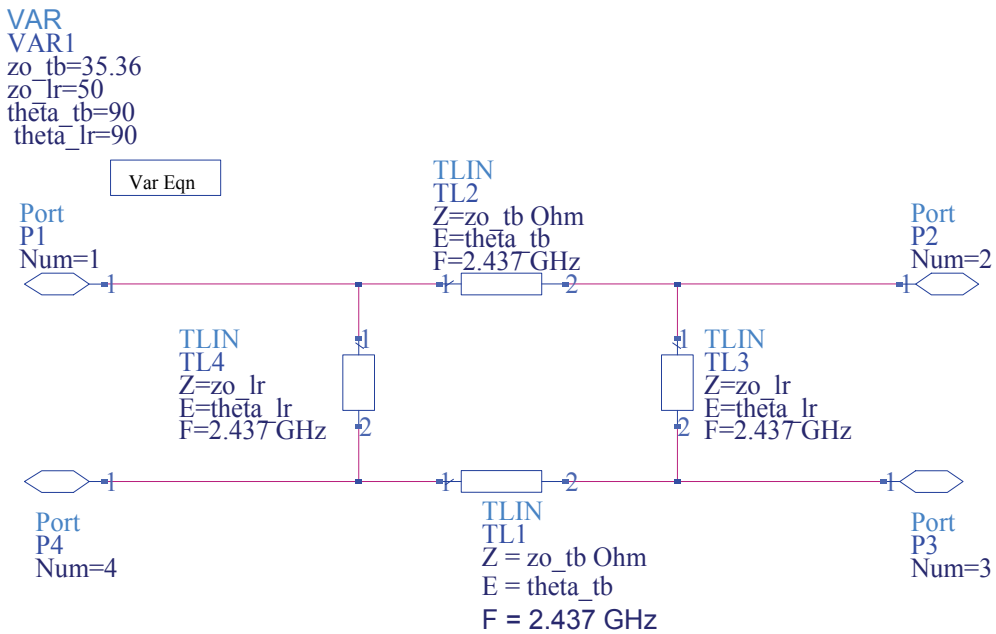 VAR
VAR1
zo_tb=35.36
zo_lr=50
theta_tb=90
theta_lr=90
Var Eqn
TLIN
TL2
Z=zo_tb Ohm
E=theta_tb
F=2.437 GHz
Port
P1
Num=1
Port
P2
Num=2
1
1
2
1
TLIN
TL4
Z=zo_lr
E=theta_lr
F=2.437 GHz
1
2
TLIN
TL3
Z=zo_lr
E=theta_lr
F=2.437 GHz
1
2
1
1
2
1
Port
P4
Num=4
TLIN
TL1
Z = zo_tb Ohm
E = theta_tb
F = 2.437 GHz
Port
P3
Num=3